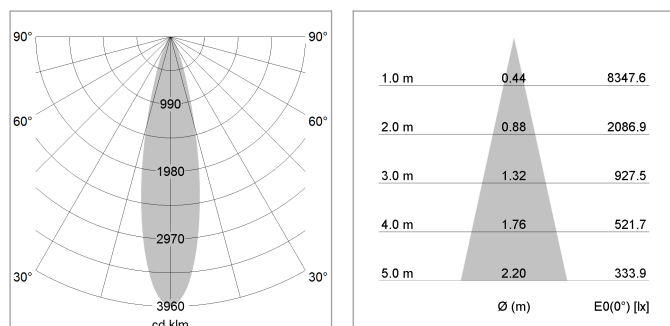 90° 90°
990
60° 60°
1980
2970
30° 30°
3960
cd klm
1.0 m 0.44 8347.6
2.0 m 0.88 2086.9
3.0 m 1.32 927.5
4.0 m 1.76 521.7
5.0 m 2.20 333.9
Ø (m) E0(0°) [lx]